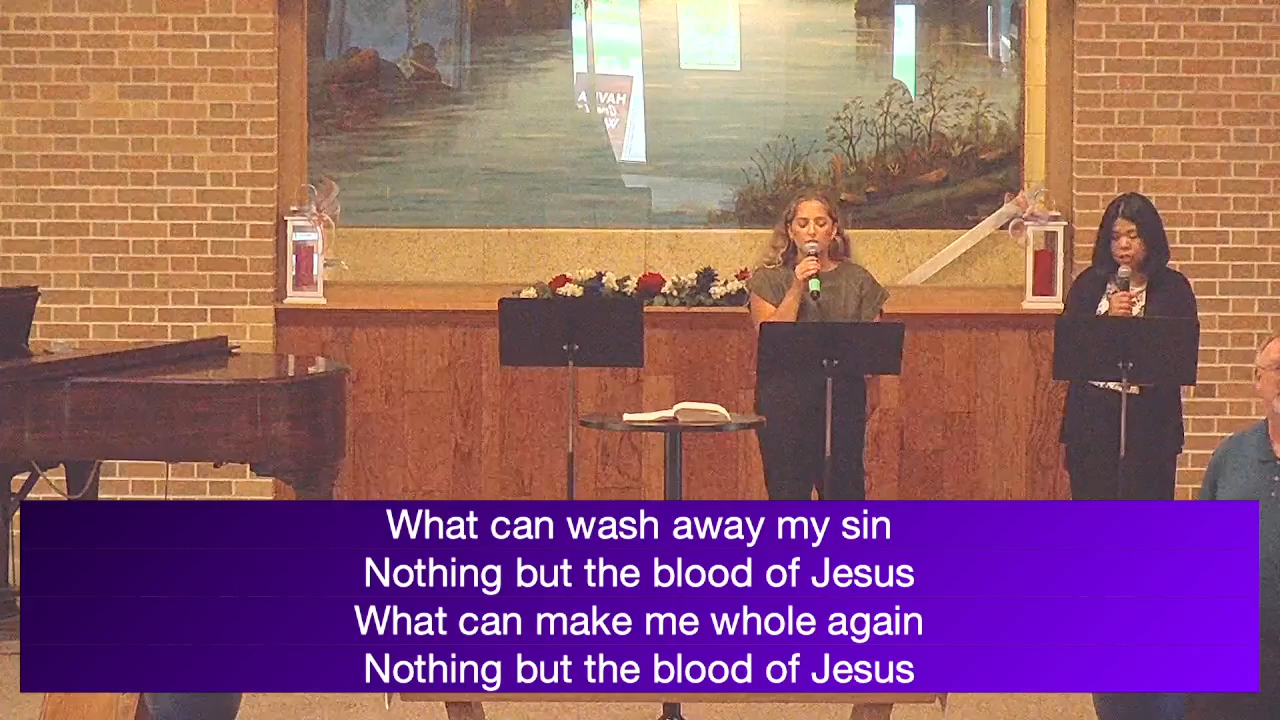 What can wash away my sin
Nothing but the blood of Jesus
What can make me whole again
Nothing but the blood of Jesus